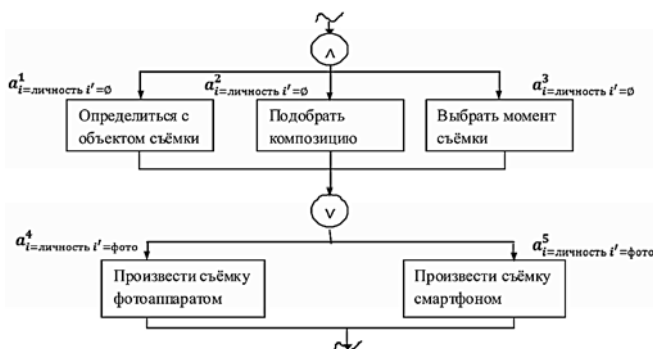 ∧
a¹ᵢ₌личность i′=∅
a²ᵢ₌личность i′=∅
a³ᵢ₌личность i′=∅
Определиться с
объектом съёмки
Подобрать
композицию
Выбрать момент
съёмки
∨
a⁴ᵢ₌личность i′=фото
a⁵ᵢ₌личность i′=фото
Произвести съёмку
фотоаппаратом
Произвести съёмку
смартфоном